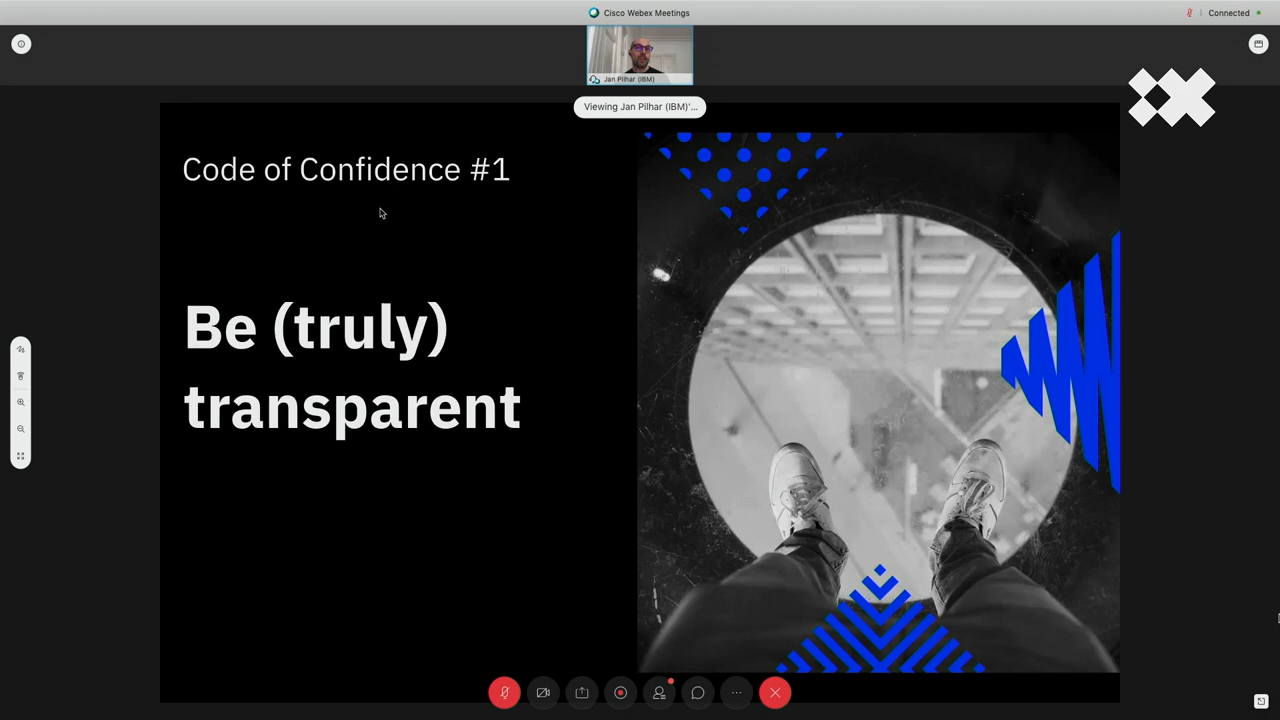 Cisco Webex Meetings
Connected
Jan Pilhar (IBM)
Viewing Jan Pilhar (IBM)'...
Code of Confidence #1
Be (truly)
transparent